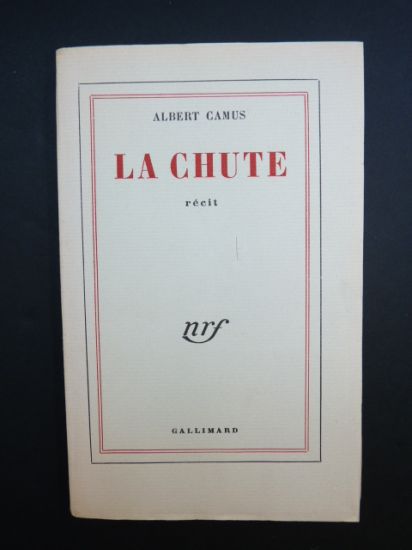 ALBERT CAMUS
LA CHUTE
récit
nrf
GALLIMARD